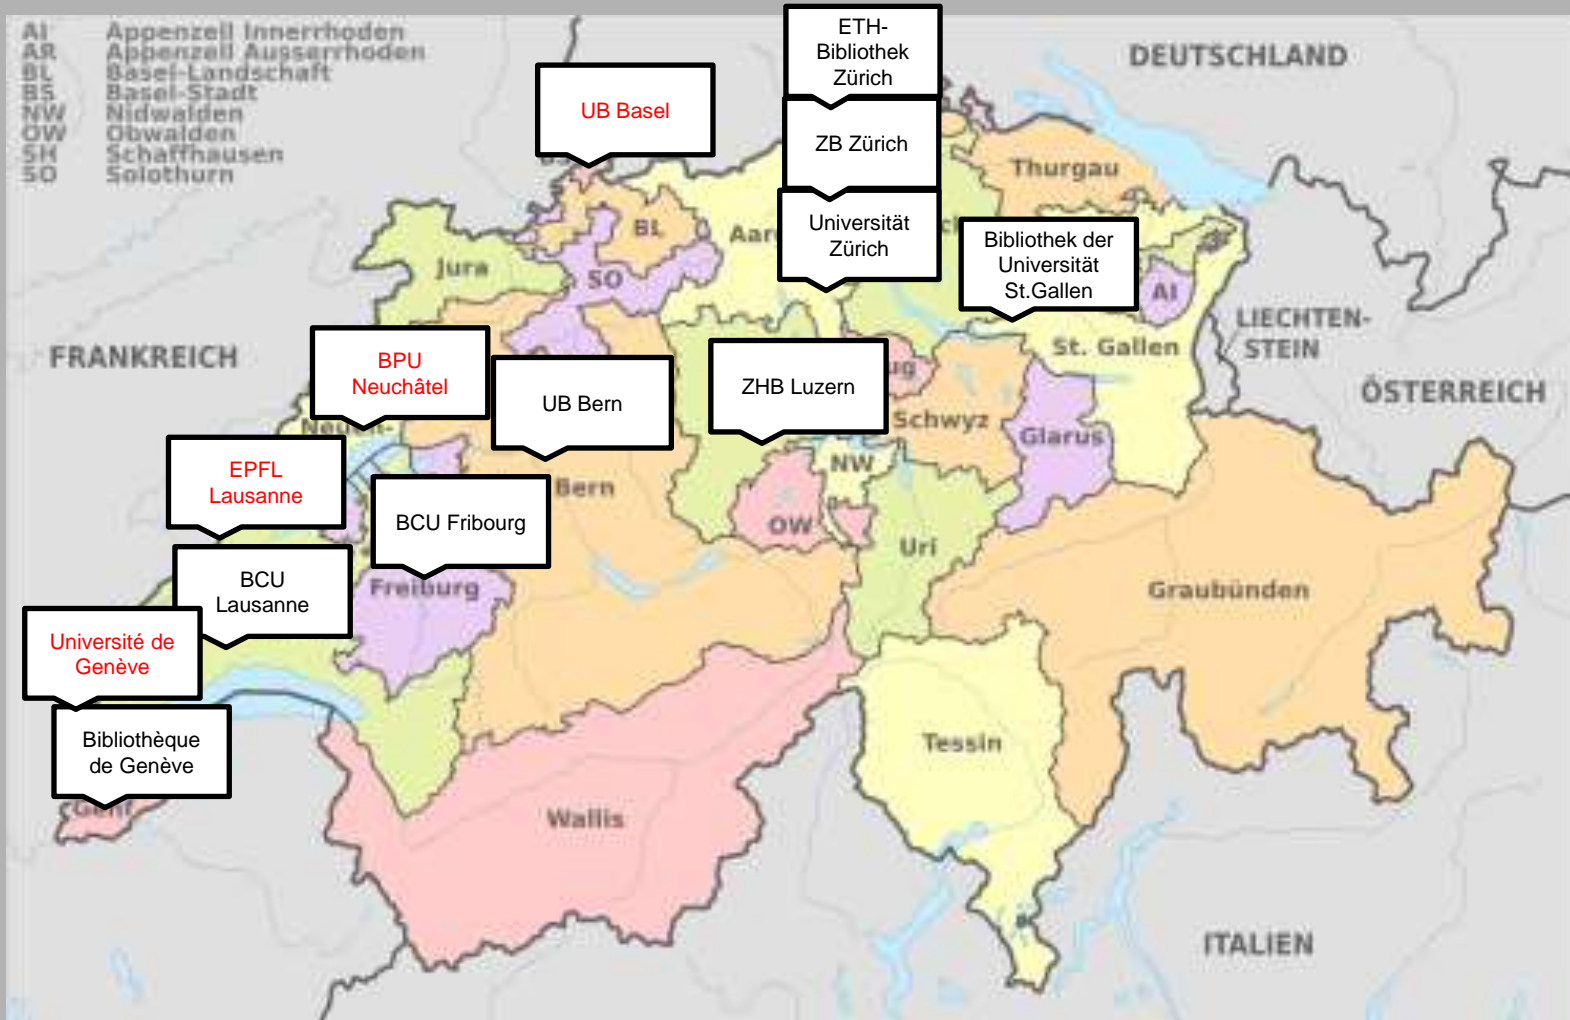 AI Appenzell Innerrhoden
AR Appenzell Ausserrhoden
BL Basel-Landschaft
BS Basel-Stadt
NW Nidwalden
OW Obwalden
SH Schaffhausen
SO Solothurn
ETH-
Bibliothek
Zürich
DEUTSCHLAND
UB Basel
ZB Zürich
Thurgau
Universität
Zürich
BL
Bibliothek der
Universität
St.Gallen
Jura
SO
AI
LIECHTEN-
STEIN
FRANKREICH
St. Gallen
BPU
Neuchâtel
ÖSTERREICH
UB Bern
ZHB Luzern
Schwyz
Glarus
NW
EPFL
Lausanne
Bern
BCU Fribourg
OW
Uri
BCU
Lausanne
Freiburg
Graubünden
Université de
Genève
Bibliothèque
de Genève
Tessin
Genf
Wallis
ITALIEN